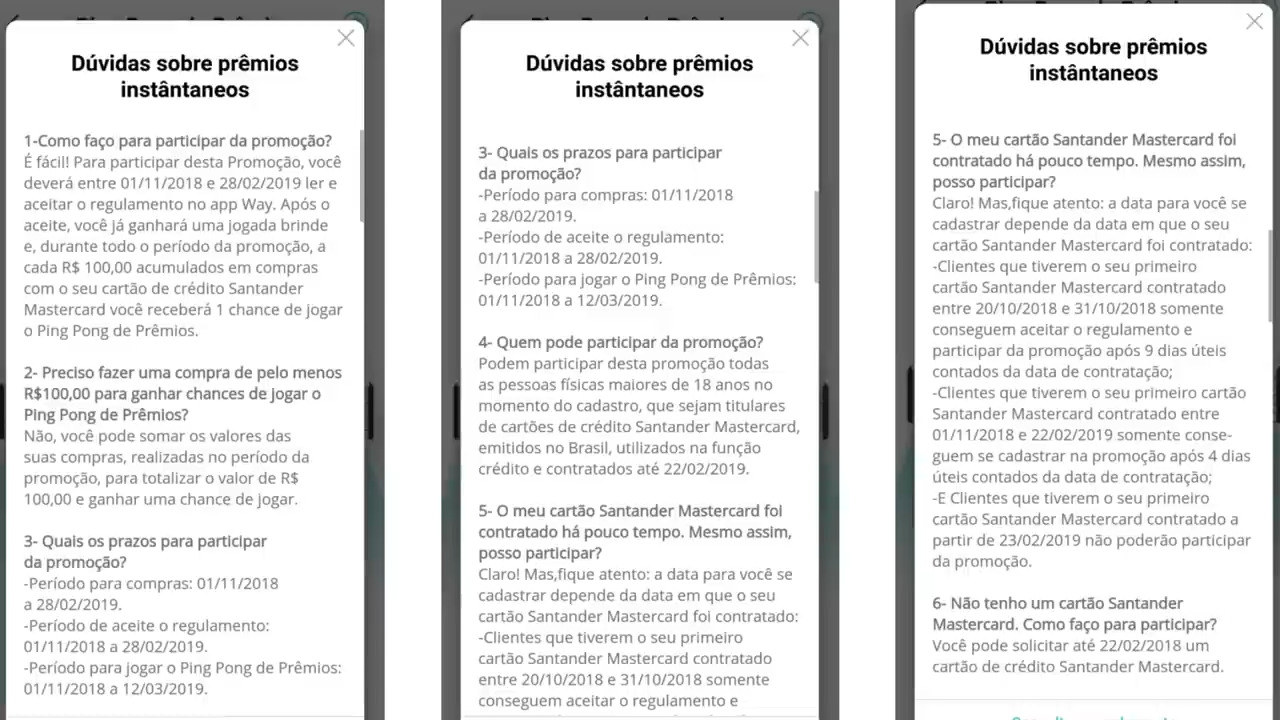 Dúvidas sobre prêmios
instântaneos
1-Como faço para participar da promoção?
É fácil! Para participar desta Promoção, você
deverá entre 01/11/2018 e 28/02/2019 ler e
aceitar o regulamento no app Way. Após o
aceite, você já ganhará uma jogada brinde
e, durante todo o período da promoção, a
cada R$ 100,00 acumulados em compras
com o seu cartão de crédito Santander
Mastercard você receberá 1 chance de jogar
o Ping Pong de Prêmios.
2- Preciso fazer uma compra de pelo menos
R$100,00 para ganhar chances de jogar o
Ping Pong de Prêmios?
Não, você pode somar os valores das
suas compras, realizadas no período da
promoção, para totalizar o valor de R$
100,00 e ganhar uma chance de jogar.
3- Quais os prazos para participar
da promoção?
-Período para compras: 01/11/2018
a 28/02/2019.
-Período de aceite o regulamento:
01/11/2018 a 28/02/2019.
-Período para jogar o Ping Pong de Prêmios:
01/11/2018 a 12/03/2019.
Dúvidas sobre prêmios
instântaneos
3- Quais os prazos para participar
da promoção?
-Período para compras: 01/11/2018
a 28/02/2019.
-Período de aceite o regulamento:
01/11/2018 a 28/02/2019.
-Período para jogar o Ping Pong de Prêmios:
01/11/2018 a 12/03/2019.
4- Quem pode participar da promoção?
Podem participar desta promoção todas
as pessoas físicas maiores de 18 anos no
momento do cadastro, que sejam titulares
de cartões de crédito Santander Mastercard,
emitidos no Brasil, utilizados na função
crédito e contratados até 22/02/2019.
5- O meu cartão Santander Mastercard foi
contratado há pouco tempo. Mesmo assim,
posso participar?
Claro! Mas,fique atento: a data para você se
cadastrar depende da data em que o seu
cartão Santander Mastercard foi contratado:
-Clientes que tiverem o seu primeiro
cartão Santander Mastercard contratado
entre 20/10/2018 e 31/10/2018 somente
conseguem aceitar o regulamento e
Dúvidas sobre prêmios
instântaneos
5- O meu cartão Santander Mastercard foi
contratado há pouco tempo. Mesmo assim,
posso participar?
Claro! Mas,fique atento: a data para você se
cadastrar depende da data em que o seu
cartão Santander Mastercard foi contratado:
-Clientes que tiverem o seu primeiro
cartão Santander Mastercard contratado
entre 20/10/2018 e 31/10/2018 somente
conseguem aceitar o regulamento e
participar da promoção após 9 dias úteis
contados da data de contratação;
-Clientes que tiverem o seu primeiro cartão
Santander Mastercard contratado entre
01/11/2018 e 22/02/2019 somente conse-
guem se cadastrar na promoção após 4 dias
úteis contados da data de contratação;
-E Clientes que tiverem o seu primeiro
cartão Santander Mastercard contratado a
partir de 23/02/2019 não poderão participar
da promoção.
6- Não tenho um cartão Santander
Mastercard. Como faço para participar?
Você pode solicitar até 22/02/2018 um
cartão de crédito Santander Mastercard.